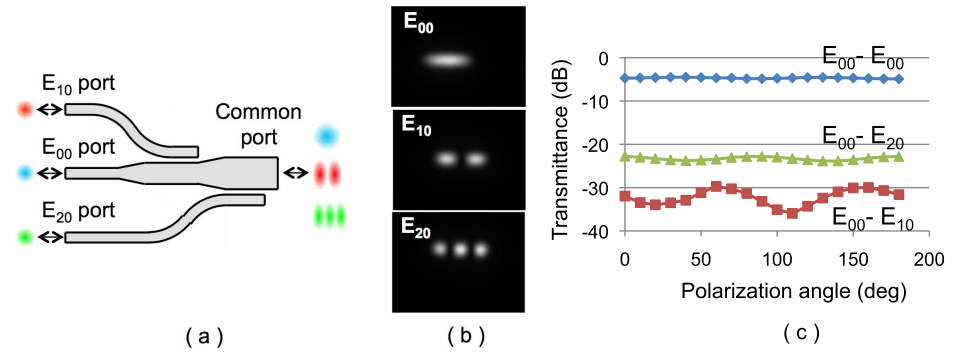 E10 port
Common
port
E00 port
E20 port
( a )
E00
E10
E20
( b )
0
-10
-20
-30
-40
Transmittance (dB)
E00- E00
E00- E20
E00- E10
0
50
100
150
200
Polarization angle (deg)
( c )